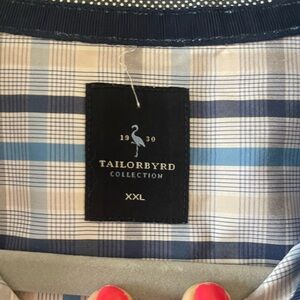 19 30
TAILORBYRD
COLLECTION
XXL